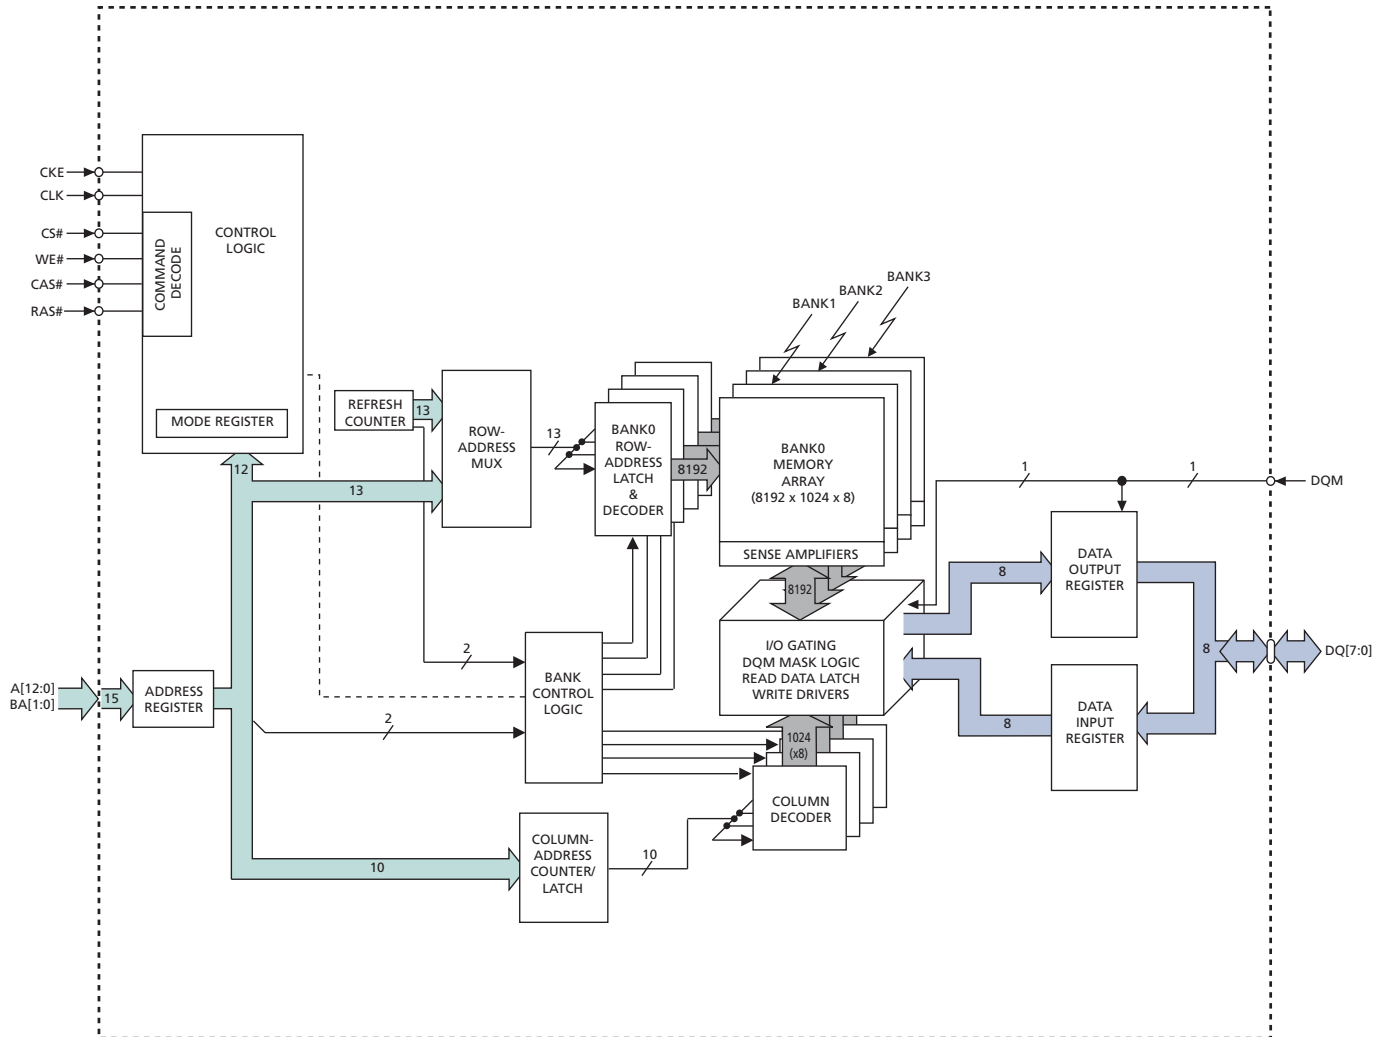 CKE
CLK
CS#
WE#
CAS#
RAS#
COMMAND
DECODE
CONTROL
LOGIC
MODE REGISTER
12
BANK1
BANK2
BANK3
REFRESH
COUNTER
13
13
ROW-
ADDRESS
MUX
13
BANK0
ROW-
ADDRESS
LATCH
&
DECODER
8192
BANK0
MEMORY
ARRAY
(8192 x 1024 x 8)
SENSE AMPLIFIERS
8192
I/O GATING
DQM MASK LOGIC
READ DATA LATCH
WRITE DRIVERS
1
1
DQM
8
DATA
OUTPUT
REGISTER
8
DQ[7:0]
8
DATA
INPUT
REGISTER
A[12:0]
BA[1:0]
15
ADDRESS
REGISTER
2
2
BANK
CONTROL
LOGIC
1024
(x8)
COLUMN
DECODER
10
COLUMN-
ADDRESS
COUNTER/
LATCH
10